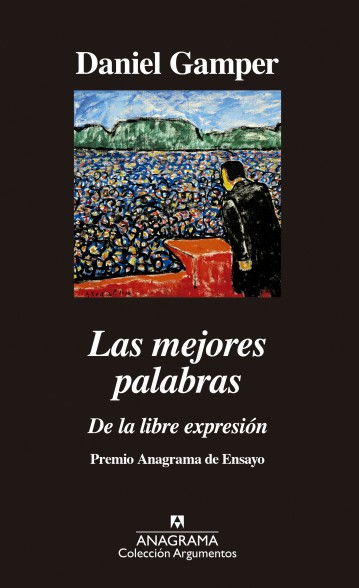 Daniel Gamper
Las mejores
palabras
De la libre expresión
Premio Anagrama de Ensayo
ANAGRAMA
Colección Argumentos